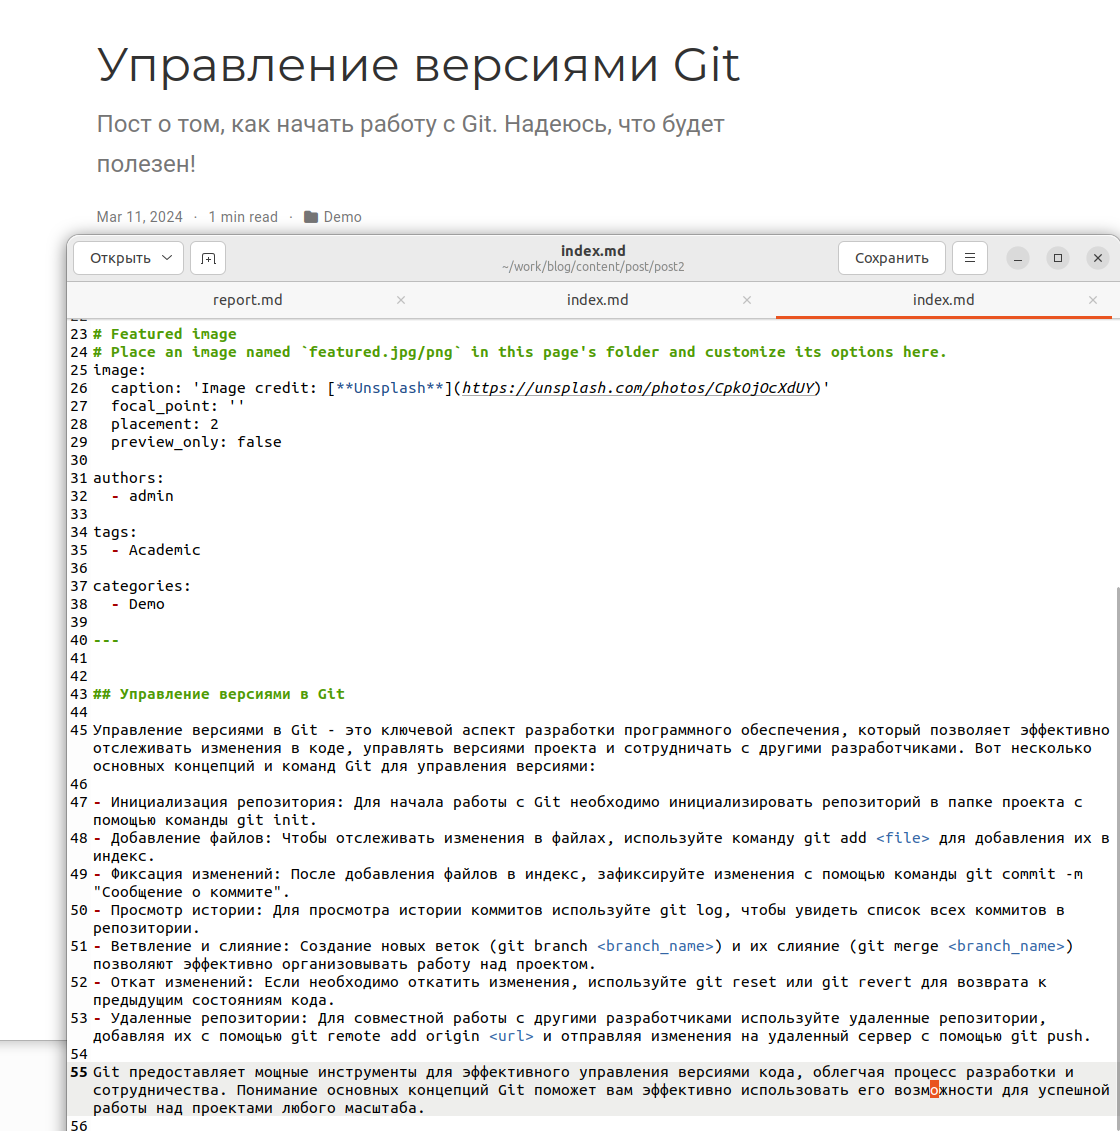 Управление версиями Git
Пост о том, как начать работу с Git. Надеюсь, что будет
полезен!
Mar 11, 2024 · 1 min read · Demo
Открыть
index.md
~/work/blog/content/post/post2
Сохранить
report.md
index.md
index.md
22
23 # Featured image
24 # Place an image named `featured.jpg/png` in this page's folder and customize its options here.
25 image:
26   caption: 'Image credit: [**Unsplash**](https://unsplash.com/photos/CpkOjOcXdUY)'
27   focal_point: ''
28   placement: 2
29   preview_only: false
30
31 authors:
32   - admin
33
34 tags:
35   - Academic
36
37 categories:
38   - Demo
39
40 ---
41
42
43 ## Управление версиями в Git
44
45 Управление версиями в Git - это ключевой аспект разработки программного обеспечения, который позволяет эффективно
отслеживать изменения в коде, управлять версиями проекта и сотрудничать с другими разработчиками. Вот несколько
основных концепций и команд Git для управления версиями:
46
47 - Инициализация репозитория: Для начала работы с Git необходимо инициализировать репозиторий в папке проекта с
помощью команды git init.
48 - Добавление файлов: Чтобы отслеживать изменения в файлах, используйте команду git add <file> для добавления их в
индекс.
49 - Фиксация изменений: После добавления файлов в индекс, зафиксируйте изменения с помощью команды git commit -m
"Сообщение о коммите".
50 - Просмотр истории: Для просмотра истории коммитов используйте git log, чтобы увидеть список всех коммитов в
репозитории.
51 - Ветвление и слияние: Создание новых веток (git branch <branch_name>) и их слияние (git merge <branch_name>)
позволяют эффективно организовывать работу над проектом.
52 - Откат изменений: Если необходимо откатить изменения, используйте git reset или git revert для возврата к
предыдущим состояниям кода.
53 - Удаленные репозитории: Для совместной работы с другими разработчиками используйте удаленные репозитории,
добавляя их с помощью git remote add origin <url> и отправляя изменения на удаленный сервер с помощью git push.
54
55 Git предоставляет мощные инструменты для эффективного управления версиями кода, облегчая процесс разработки и
сотрудничества. Понимание основных концепций Git поможет вам эффективно использовать его возможности для успешной
работы над проектами любого масштаба.
56